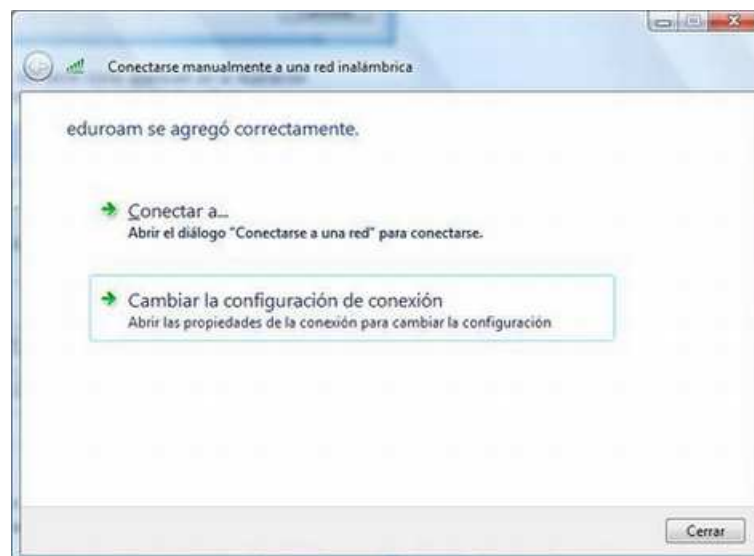 Conectarse manualmente a una red inalámbrica
eduroam se agregó correctamente.
Conectar a...
Abrir el diálogo "Conectarse a una red" para conectarse.
Cambiar la configuración de conexión
Abrir las propiedades de la conexión para cambiar la configuración
Cerrar